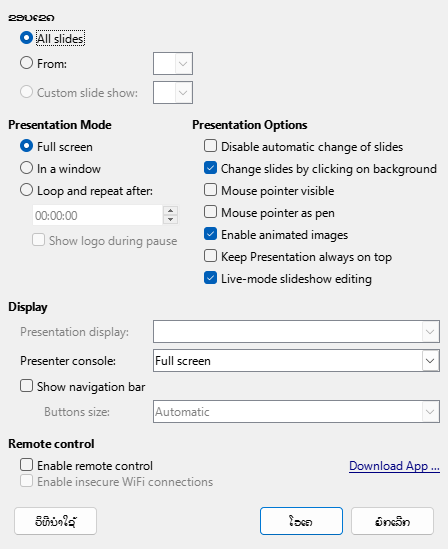 ຂອບເຂດ
All slides
From:
Custom slide show:
Presentation Mode
Presentation Options
Full screen
Disable automatic change of slides
In a window
Change slides by clicking on background
Loop and repeat after:
Mouse pointer visible
00:00:00
Mouse pointer as pen
Show logo during pause
Enable animated images
Keep Presentation always on top
Live-mode slideshow editing
Display
Presentation display:
Presenter console:
Full screen
Show navigation bar
Buttons size:
Automatic
Remote control
Enable remote control
Download App ...
Enable insecure WiFi connections
ວິທີນຳໃຊ້
ໂອເຄ
ຍົກເລີກ